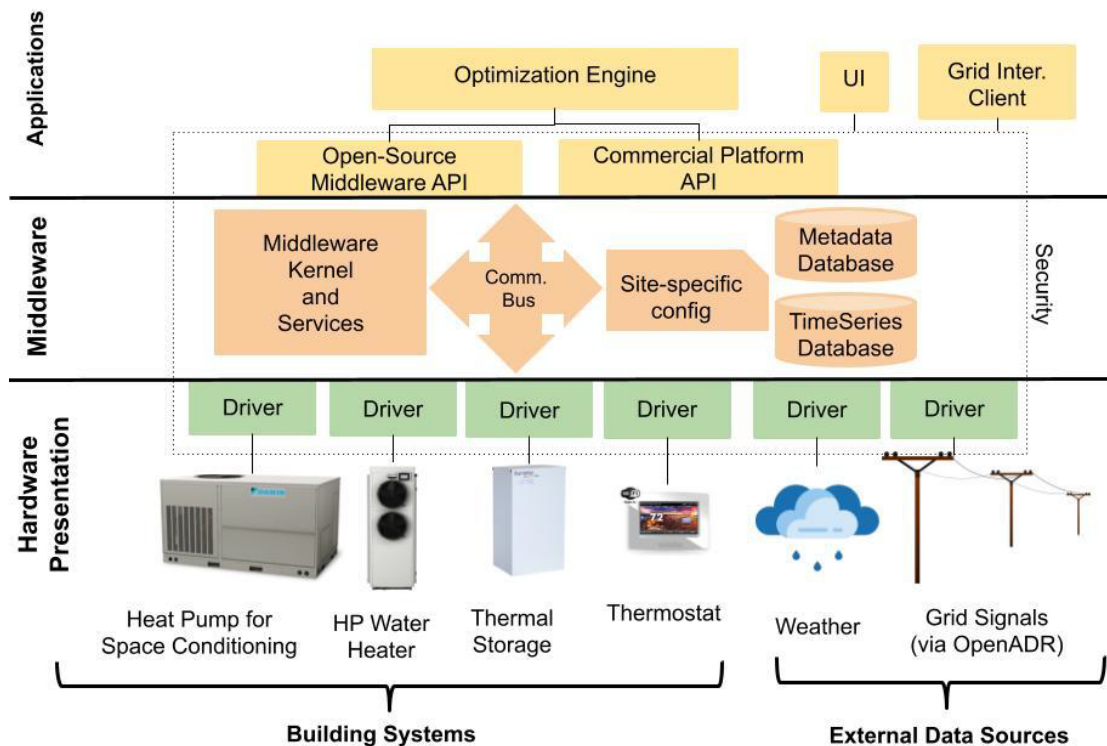 Applications
Optimization Engine
UI
Grid Inter.
Client
Open-Source
Middleware API
Commercial Platform
API
Middleware
Middleware
Kernel
and
Services
Comm.
Bus
Site-specific
config
Metadata
Database
TimeSeries
Database
Security
Hardware
Presentation
Driver
Driver
Driver
Driver
Driver
Driver
DAIKIN
72
Heat Pump for
Space Conditioning
HP Water
Heater
Thermal
Storage
Thermostat
Weather
Grid Signals
(via OpenADR)
Building Systems
External Data Sources